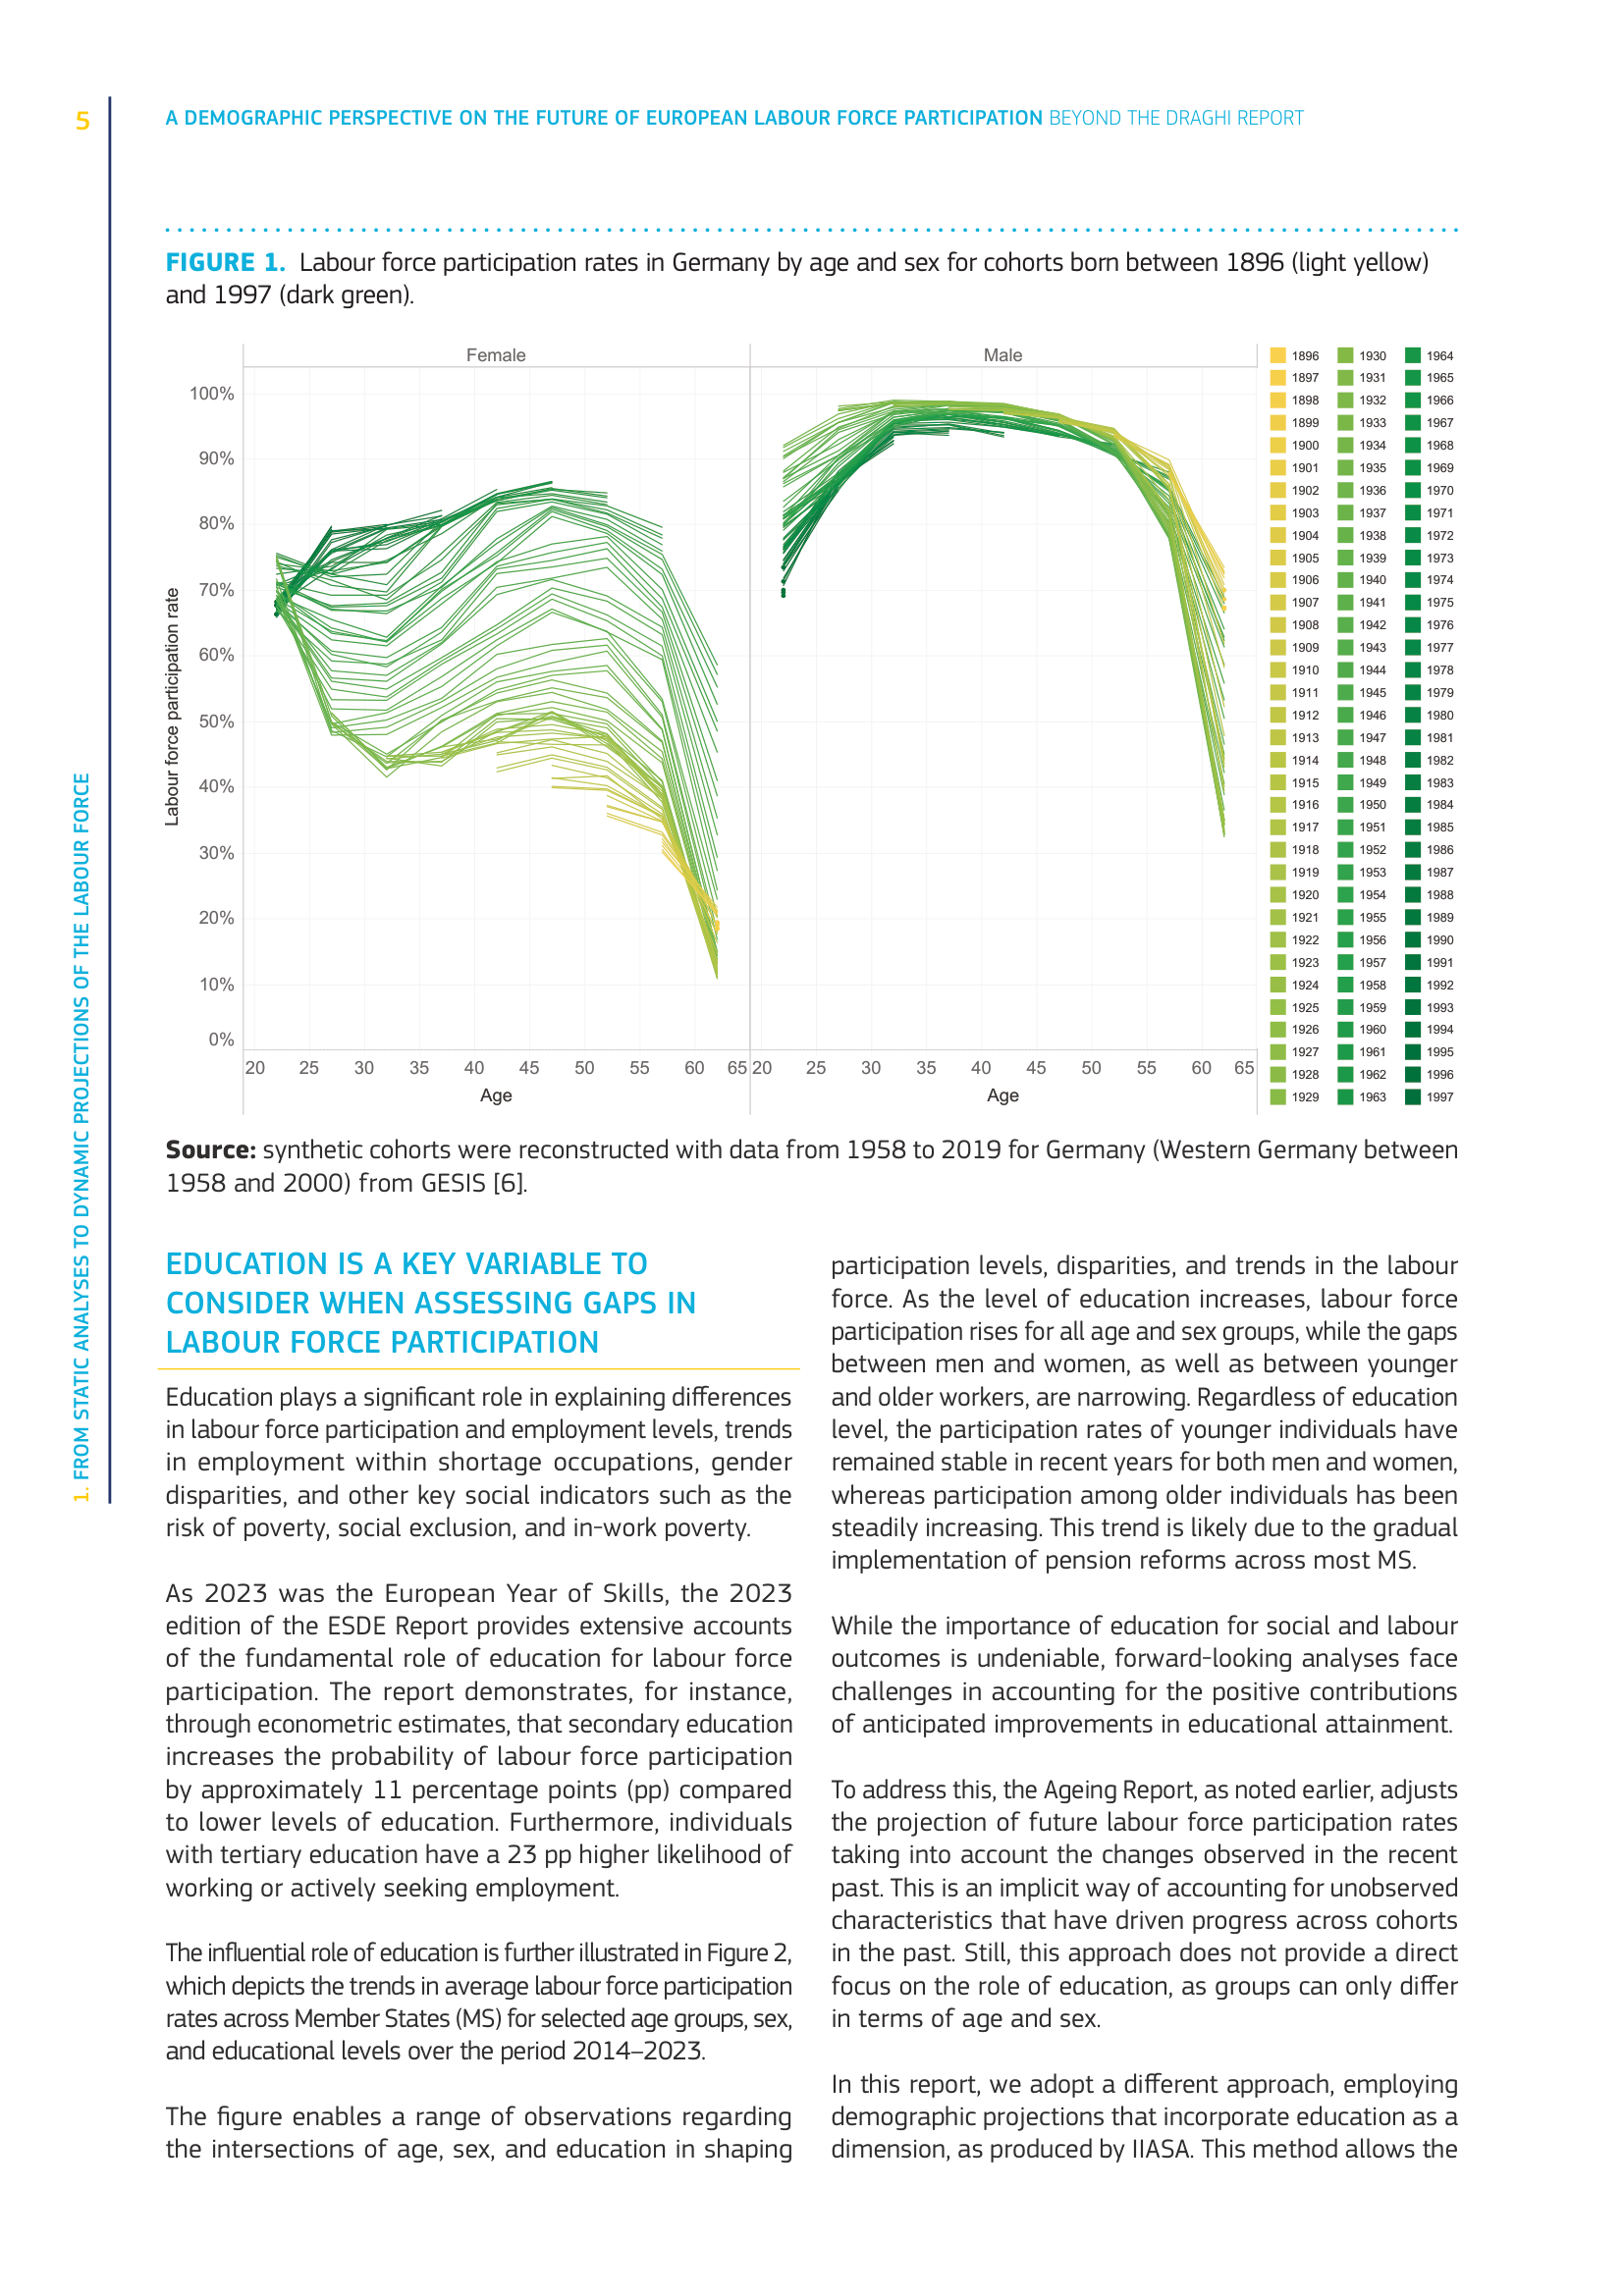 5
A DEMOGRAPHIC PERSPECTIVE ON THE FUTURE OF EUROPEAN LABOUR FORCE PARTICIPATION BEYOND THE DRAGHI REPORT
1. FROM STATIC ANALYSES TO DYNAMIC PROJECTIONS OF THE LABOUR FORCE
FIGURE 1. Labour force participation rates in Germany by age and sex for cohorts born between 1896 (light yellow)
and 1997 (dark green).
Female
Male
Labour force participation rate
100%
90%
80%
70%
60%
50%
40%
30%
20%
10%
0%
20 25 30 35 40 45 50 55 60 65 20 25 30 35 40 45 50 55 60 65
Age
Age
1896 1930 1964
1897 1931 1965
1898 1932 1966
1899 1933 1967
1900 1934 1968
1901 1935 1969
1902 1936 1970
1903 1937 1971
1904 1938 1972
1905 1939 1973
1906 1940 1974
1907 1941 1975
1908 1942 1976
1909 1943 1977
1910 1944 1978
1911 1945 1979
1912 1946 1980
1913 1947 1981
1914 1948 1982
1915 1949 1983
1916 1950 1984
1917 1951 1985
1918 1952 1986
1919 1953 1987
1920 1954 1988
1921 1955 1989
1922 1956 1990
1923 1957 1991
1924 1958 1992
1925 1959 1993
1926 1960 1994
1927 1961 1995
1928 1962 1996
1929 1963 1997
Source: synthetic cohorts were reconstructed with data from 1958 to 2019 for Germany (Western Germany between
1958 and 2000) from GESIS [6].
EDUCATION IS A KEY VARIABLE TO
CONSIDER WHEN ASSESSING GAPS IN
LABOUR FORCE PARTICIPATION
Education plays a significant role in explaining differences
in labour force participation and employment levels, trends
in employment within shortage occupations, gender
disparities, and other key social indicators such as the
risk of poverty, social exclusion, and in-work poverty.
As 2023 was the European Year of Skills, the 2023
edition of the ESDE Report provides extensive accounts
of the fundamental role of education for labour force
participation. The report demonstrates, for instance,
through econometric estimates, that secondary education
increases the probability of labour force participation
by approximately 11 percentage points (pp) compared
to lower levels of education. Furthermore, individuals
with tertiary education have a 23 pp higher likelihood of
working or actively seeking employment.
The influential role of education is further illustrated in Figure 2,
which depicts the trends in average labour force participation
rates across Member States (MS) for selected age groups, sex,
and educational levels over the period 2014–2023.
The figure enables a range of observations regarding
the intersections of age, sex, and education in shaping
participation levels, disparities, and trends in the labour
force. As the level of education increases, labour force
participation rises for all age and sex groups, while the gaps
between men and women, as well as between younger
and older workers, are narrowing. Regardless of education
level, the participation rates of younger individuals have
remained stable in recent years for both men and women,
whereas participation among older individuals has been
steadily increasing. This trend is likely due to the gradual
implementation of pension reforms across most MS.
While the importance of education for social and labour
outcomes is undeniable, forward-looking analyses face
challenges in accounting for the positive contributions
of anticipated improvements in educational attainment.
To address this, the Ageing Report, as noted earlier, adjusts
the projection of future labour force participation rates
taking into account the changes observed in the recent
past. This is an implicit way of accounting for unobserved
characteristics that have driven progress across cohorts
in the past. Still, this approach does not provide a direct
focus on the role of education, as groups can only differ
in terms of age and sex.
In this report, we adopt a different approach, employing
demographic projections that incorporate education as a
dimension, as produced by IIASA. This method allows the